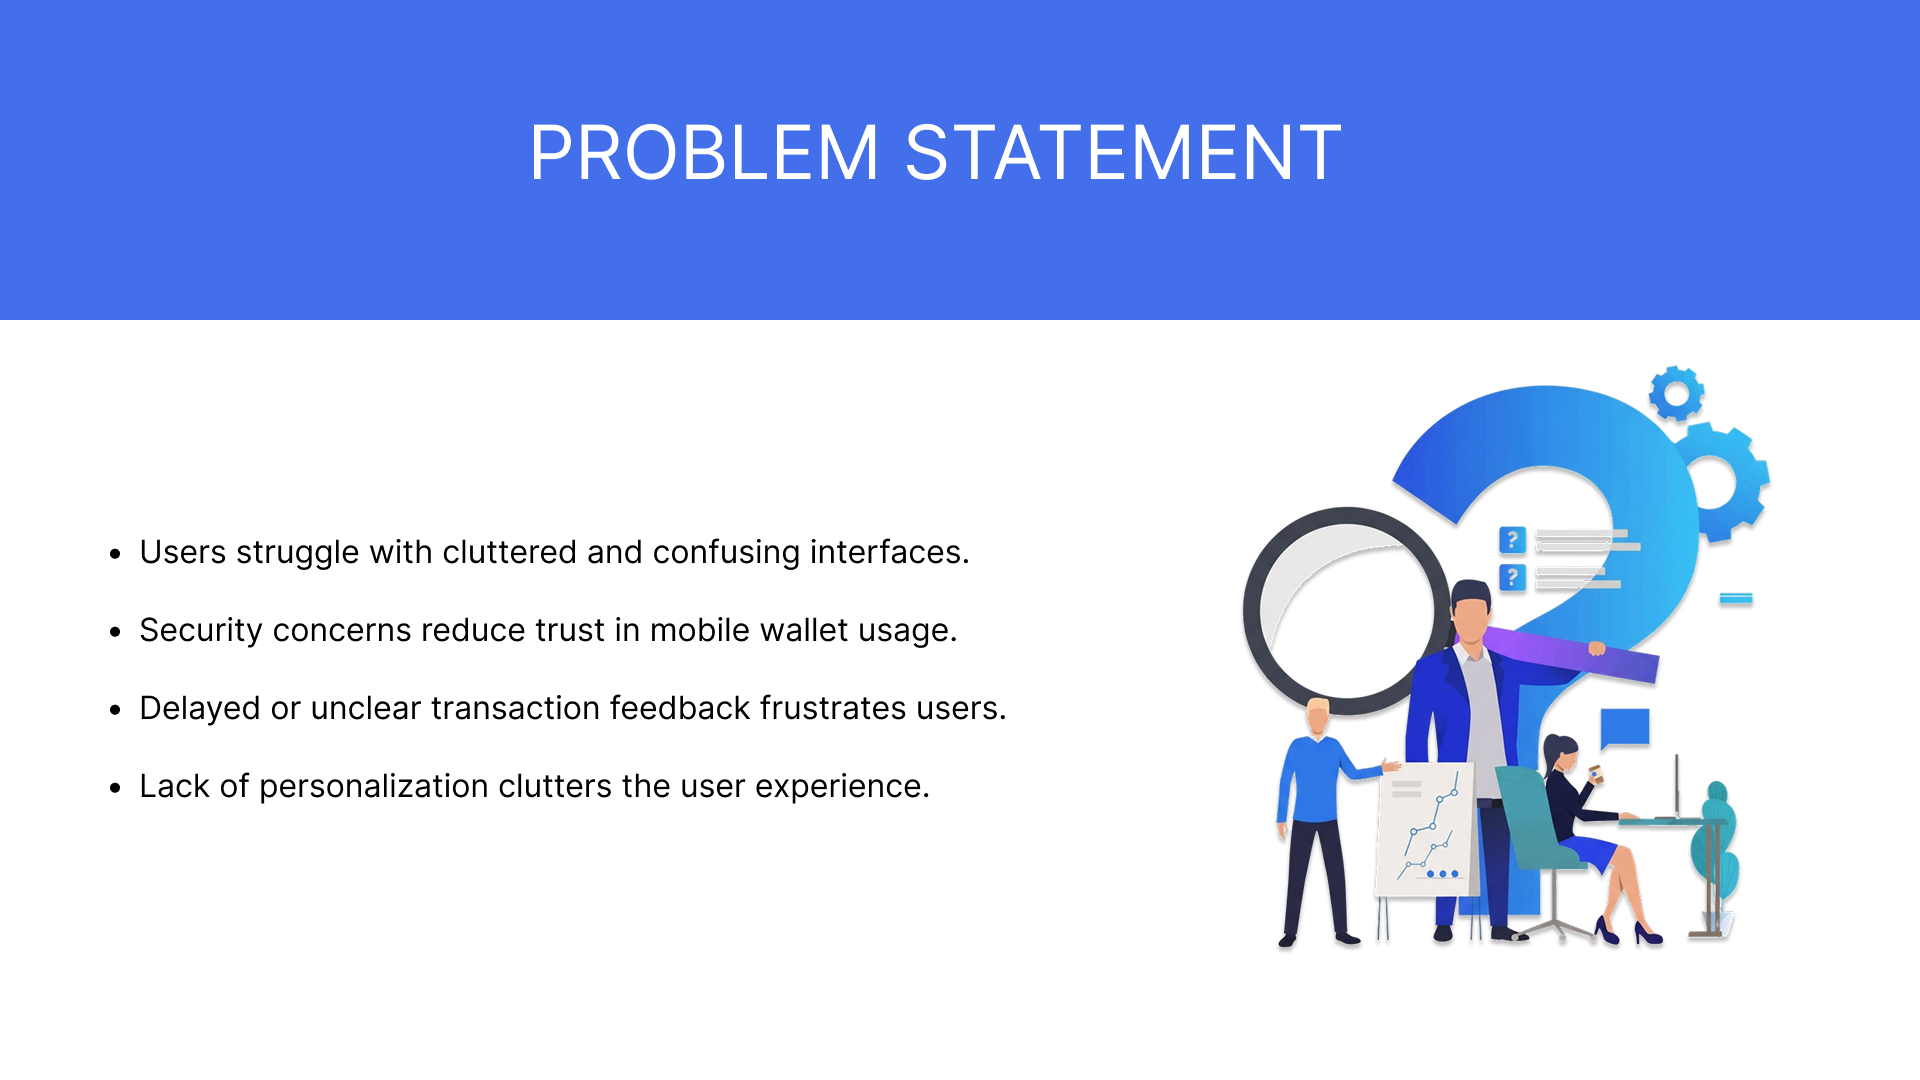 PROBLEM STATEMENT
• Users struggle with cluttered and confusing interfaces.
• Security concerns reduce trust in mobile wallet usage.
• Delayed or unclear transaction feedback frustrates users.
• Lack of personalization clutters the user experience.
?
?